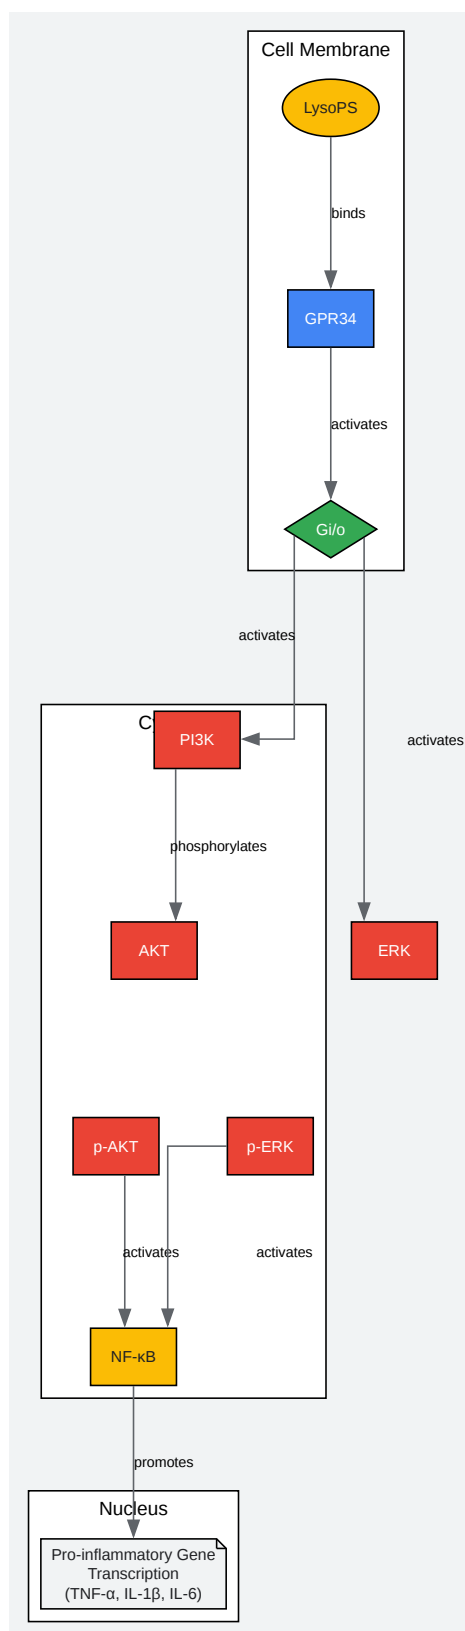 Cell Membrane
LysoPS
binds
GPR34
activates
Gi/o
activates
PI3K
activates
phosphorylates
AKT
ERK
p-AKT
p-ERK
activates
activates
NF-κB
promotes
Nucleus
Pro-inflammatory Gene
Transcription
(TNF-α, IL-1β, IL-6)